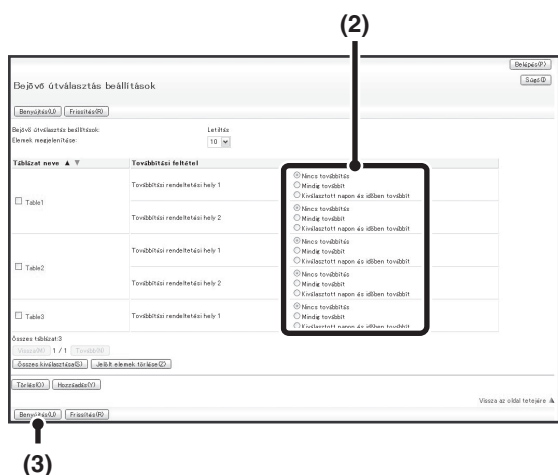 (2)
Belépés(P)
Bejövő útválasztás beállítások
Súgó(I)
Benyújtás(U) Frissítés(R)
Bejövő útválasztás beállítások: Letiltás
Elemek megjelenítése: 10
Táblázat neve ▲ ▼ Továbbítási feltétel
Table1
Továbbítási rendeltetési hely 1
Nincs továbbítás
Mindig továbbít
Kiválasztott napon és időben továbbít
Továbbítási rendeltetési hely 2
Nincs továbbítás
Mindig továbbít
Kiválasztott napon és időben továbbít
Table2
Továbbítási rendeltetési hely 1
Nincs továbbítás
Mindig továbbít
Kiválasztott napon és időben továbbít
Továbbítási rendeltetési hely 2
Nincs továbbítás
Mindig továbbít
Kiválasztott napon és időben továbbít
Table3
Továbbítási rendeltetési hely 1
Nincs továbbítás
Mindig továbbít
Kiválasztott napon és időben továbbít
Összes táblázat:3
Vissza(N) 1 / 1 Tovább(N)
Összes kiválasztása(S) Jelölt elemek törlése(Z)
Törlés(O) Hozzáadás(Y)
Vissza az oldal tetejére ▲
Benyújtás(U) Frissítés(R)
(3)